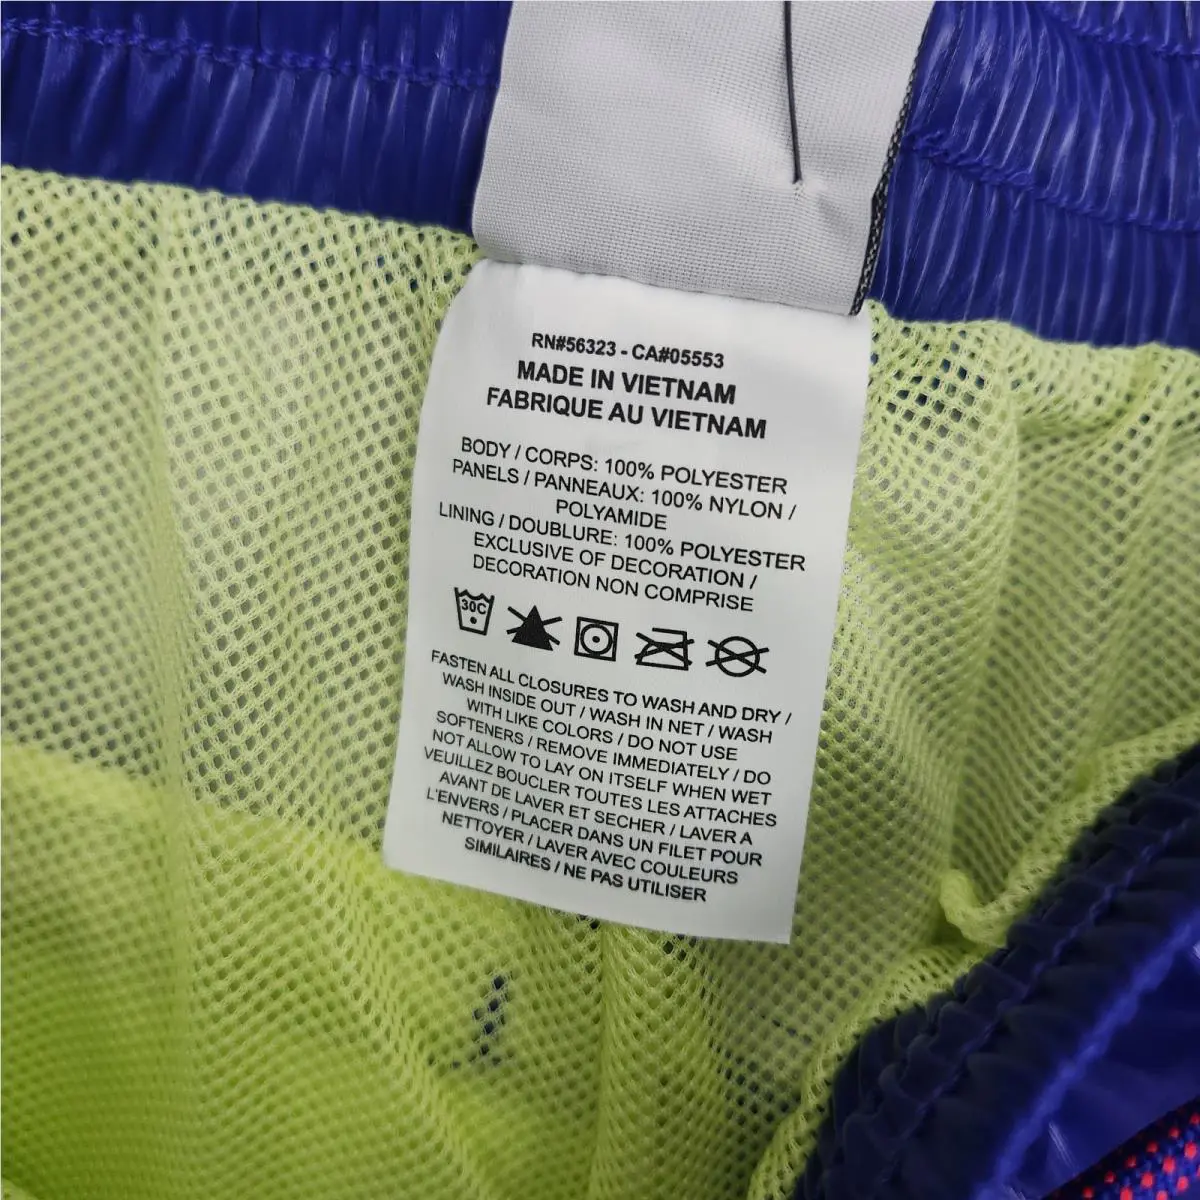 RN#56323 - CA#05553
MADE IN VIETNAM
FABRIQUE AU VIETNAM
BODY / CORPS: 100% POLYESTER
PANELS / PANNEAUX: 100% NYLON /
POLYAMIDE
LINING / DOUBLURE: 100% POLYESTER
EXCLUSIVE OF DECORATION /
DECORATION NON COMPRISE
30C
FASTEN ALL CLOSURES TO WASH AND DRY /
WASH INSIDE OUT / WASH IN NET / WASH
WITH LIKE COLORS / DO NOT USE
SOFTENERS / REMOVE IMMEDIATELY / DO
NOT ALLOW TO LAY ON ITSELF WHEN WET
VEUILLEZ BOUCLER TOUTES LES ATTACHES
AVANT DE LAVER ET SECHER / LAVER A
L'ENVERS / PLACER DANS UN FILET POUR
NETTOYER / LAVER AVEC COULEURS
SIMILAIRES / NE PAS UTILISER